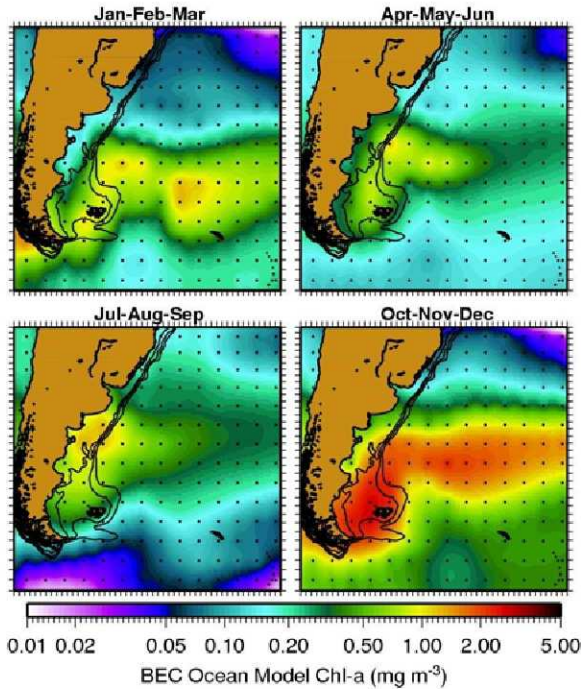 Jan-Feb-Mar Apr-May-Jun
Jul-Aug-Sep Oct-Nov-Dec
0.01 0.02 0.05 0.10 0.20 0.50 1.00 2.00 5.00
BEC Ocean Model Chl-a (mg m⁻³)